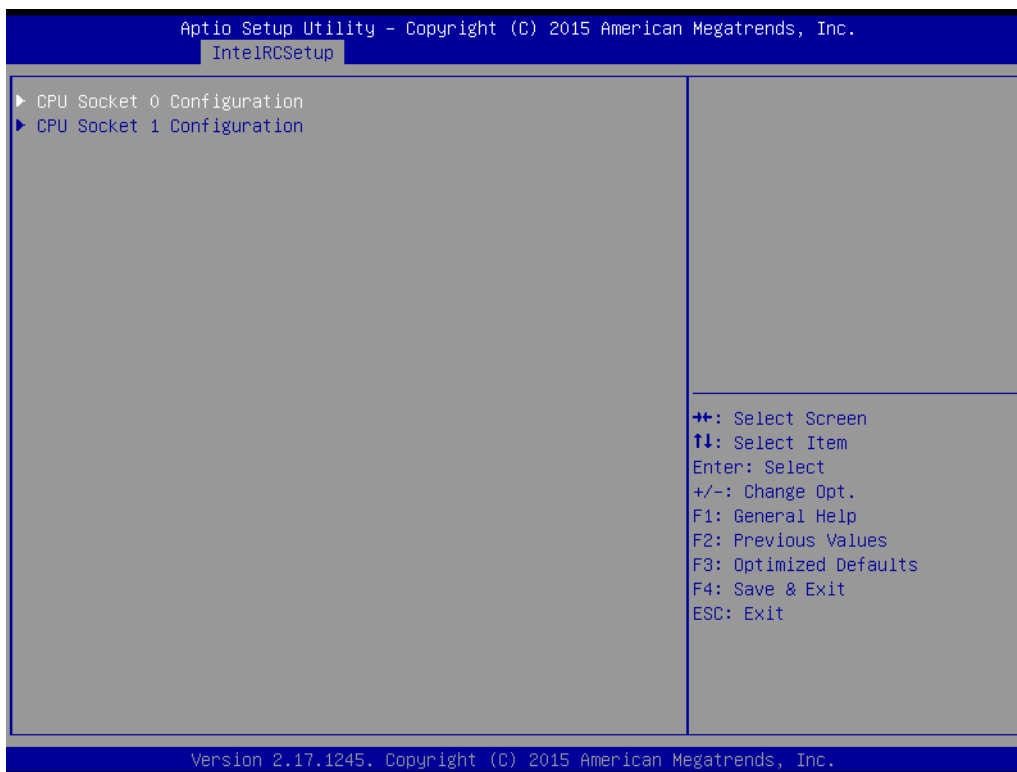 Aptio Setup Utility – Copyright (C) 2015 American Megatrends, Inc.
IntelRCSetup
▶ CPU Socket 0 Configuration
▶ CPU Socket 1 Configuration
→←: Select Screen
↑↓: Select Item
Enter: Select
+/-: Change Opt.
F1: General Help
F2: Previous Values
F3: Optimized Defaults
F4: Save & Exit
ESC: Exit
Version 2.17.1245. Copyright (C) 2015 American Megatrends, Inc.